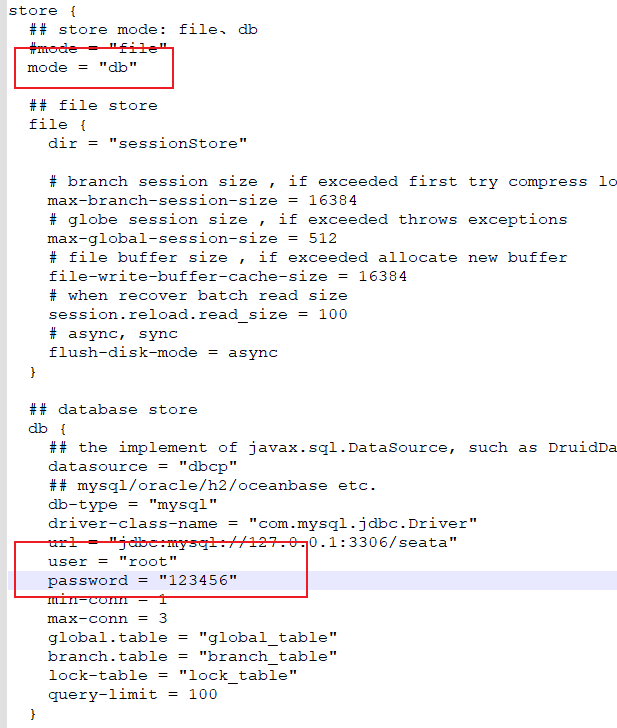 store {
## store mode: file、db
#mode = "file"
mode = "db"
## file store
file {
dir = "sessionStore"
# branch session size , if exceeded first try compress lo
max-branch-session-size = 16384
# globe session size , if exceeded throws exceptions
max-global-session-size = 512
# file buffer size , if exceeded allocate new buffer
file-write-buffer-cache-size = 16384
# when recover batch read size
session.reload.read_size = 100
# async, sync
flush-disk-mode = async
}
## database store
db {
## the implement of javax.sql.DataSource, such as DruidDa
datasource = "dbcp"
## mysql/oracle/h2/oceanbase etc.
db-type = "mysql"
driver-class-name = "com.mysql.jdbc.Driver"
url = "jdbc:mysql://127.0.0.1:3306/seata"
user = "root"
password = "123456"
min-conn = 1
max-conn = 3
global.table = "global_table"
branch.table = "branch_table"
lock-table = "lock_table"
query-limit = 100
}